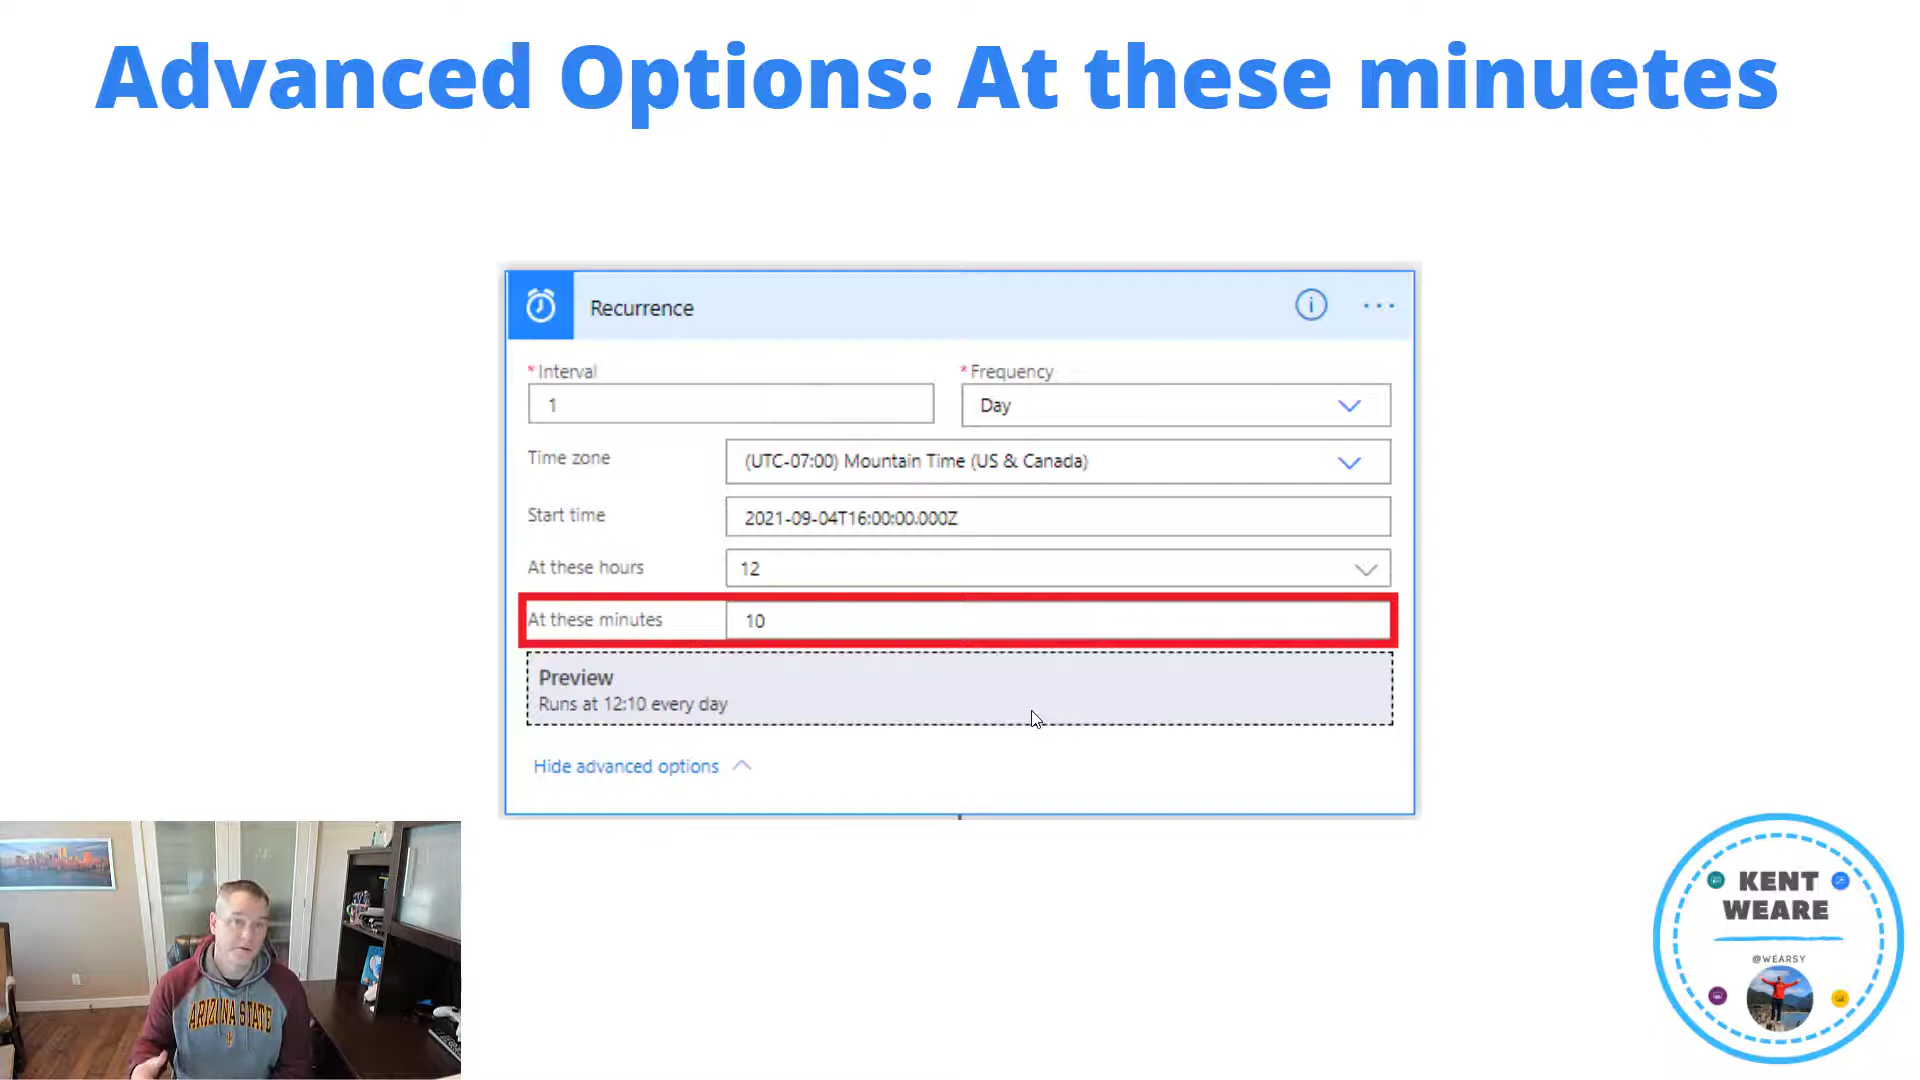 Advanced Options: At these minuetes
Recurrence
* Interval
* Frequency
1
Day
Time zone
(UTC-07:00) Mountain Time (US & Canada)
Start time
2021-09-04T16:00:00.000Z
At these hours
12
At these minutes
10
Preview
Runs at 12:10 every day
Hide advanced options
ARIZONA STATE
KENT
WEARE
@WEARSY